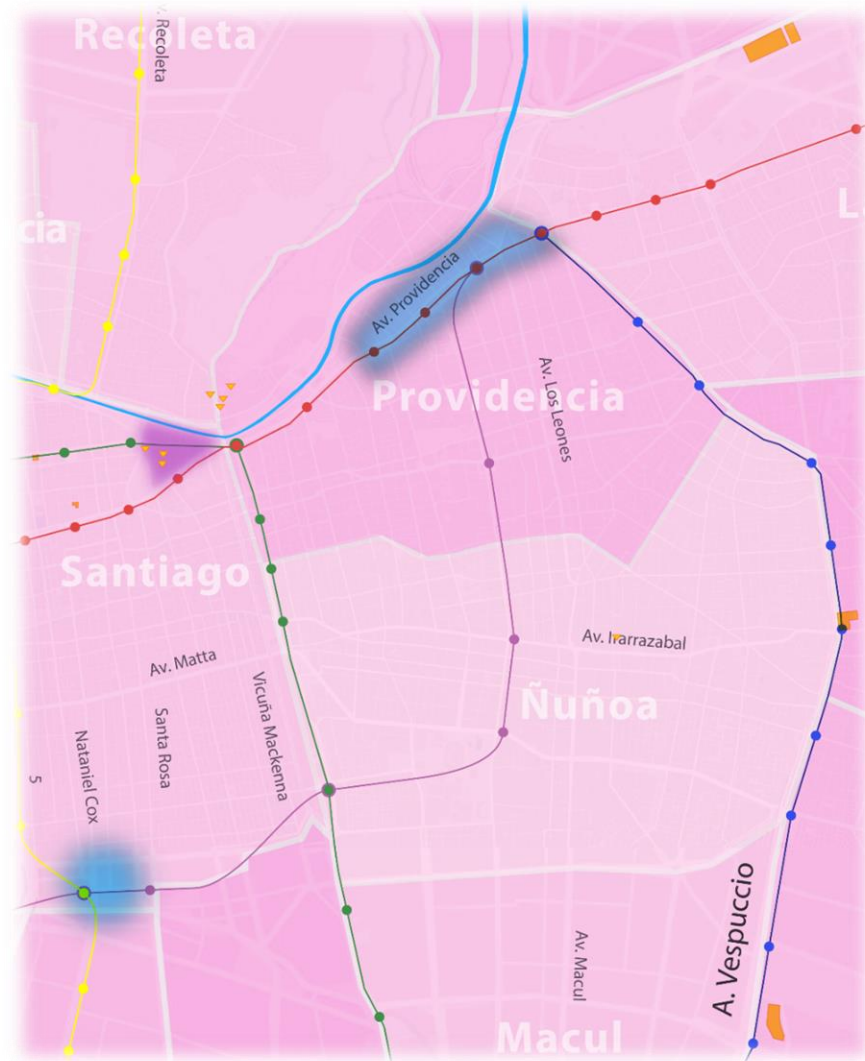 Recoleta
v. Recoleta
cia
L
Av. Providencia
Providencia
Av. Los Leones
Santiago
Av. Matta
Av. Irarrazabal
Ñuñoa
Vicuña Mackenna
Santa Rosa
Nataniel Cox
5
A. Vespuccio
Av. Macul
Macul